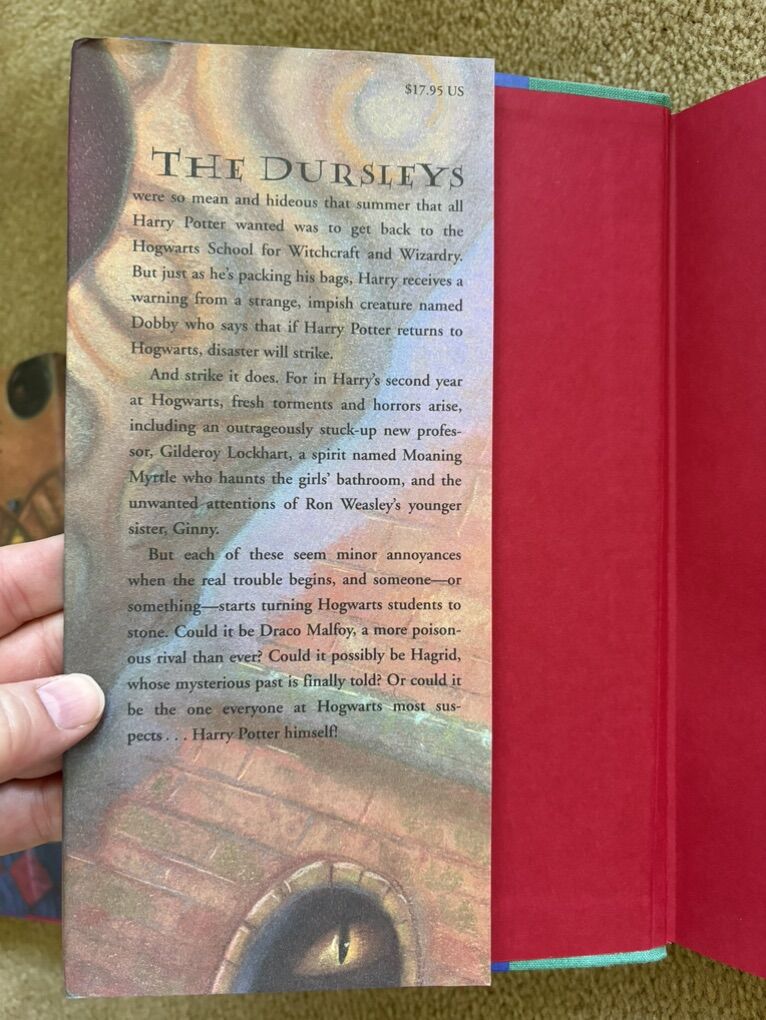 $17.95 US
THE DURSLEYS
were so mean and hideous that summer that all
Harry Potter wanted was to get back to the
Hogwarts School for Witchcraft and Wizardry.
But just as he's packing his bags, Harry receives a
warning from a strange, impish creature named
Dobby who says that if Harry Potter returns to
Hogwarts, disaster will strike.
And strike it does. For in Harry's second year
at Hogwarts, fresh torments and horrors arise,
including an outrageously stuck-up new profes-
sor, Gilderoy Lockhart, a spirit named Moaning
Myrtle who haunts the girls' bathroom, and the
unwanted attentions of Ron Weasley's younger
sister, Ginny.
But each of these seem minor annoyances
when the real trouble begins, and someone—or
something—starts turning Hogwarts students to
stone. Could it be Draco Malfoy, a more poison-
ous rival than ever? Could it possibly be Hagrid,
whose mysterious past is finally told? Or could it
be the one everyone at Hogwarts most sus-
pects . . . Harry Potter himself!